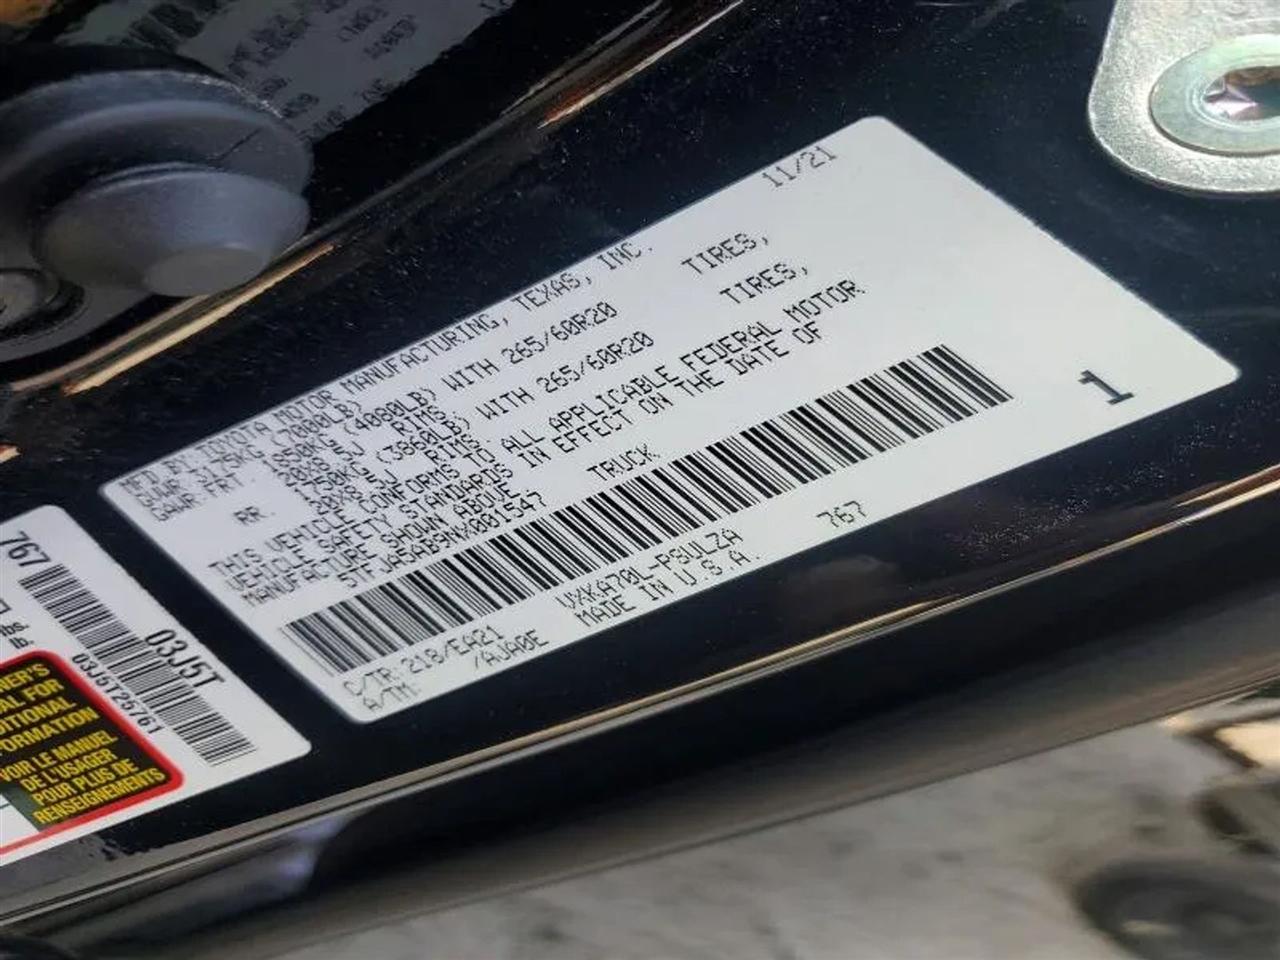 MFD. BY TOYOTA MOTOR MANUFACTURING, TEXAS, INC. 11/21
GVWR 3175KG (7000LB)
GAWR FRT. 1850KG (4080LB) WITH 265/60R20 TIRES,
20X8.5J RIMS,
RR. 1750KG (3860LB) WITH 265/60R20 TIRES,
20X8.5J RIMS,
THIS VEHICLE CONFORMS TO ALL APPLICABLE FEDERAL MOTOR
VEHICLE SAFETY STANDARDS IN EFFECT ON THE DATE OF
MANUFACTURE SHOWN ABOVE.
5TFJA5AB9NX001547 TRUCK
1
C/TR:218/EA21 VXKA70L-PSULZA 767
A/TM: /AJA0E MADE IN U.S.A.
767
lbs.
lb.
03J5T
03J5T25761
VOIR LE MANUEL
DE L'USAGER
POUR PLUS DE
RENSEIGNEMENTS